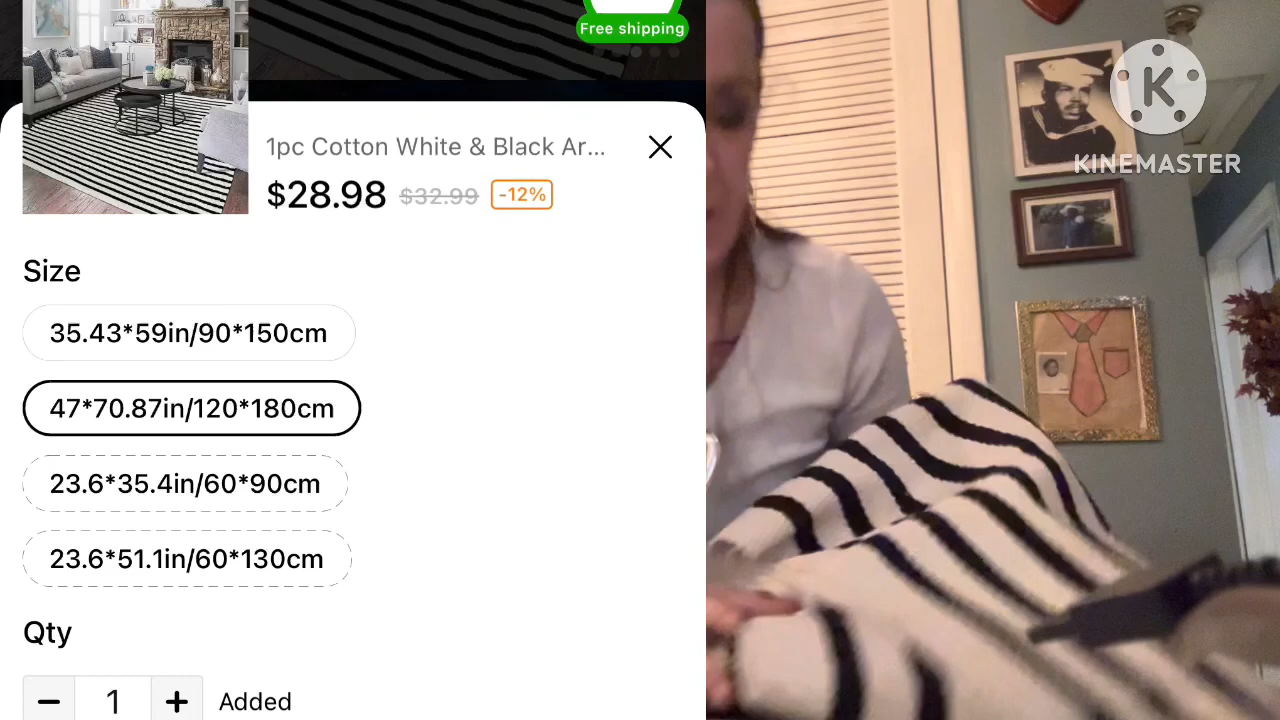 Free shipping
1pc Cotton White & Black Ar...
$28.98 $32.99 -12%
Size
35.43*59in/90*150cm
47*70.87in/120*180cm
23.6*35.4in/60*90cm
23.6*51.1in/60*130cm
Qty
− 1 + Added
K
KINEMASTER